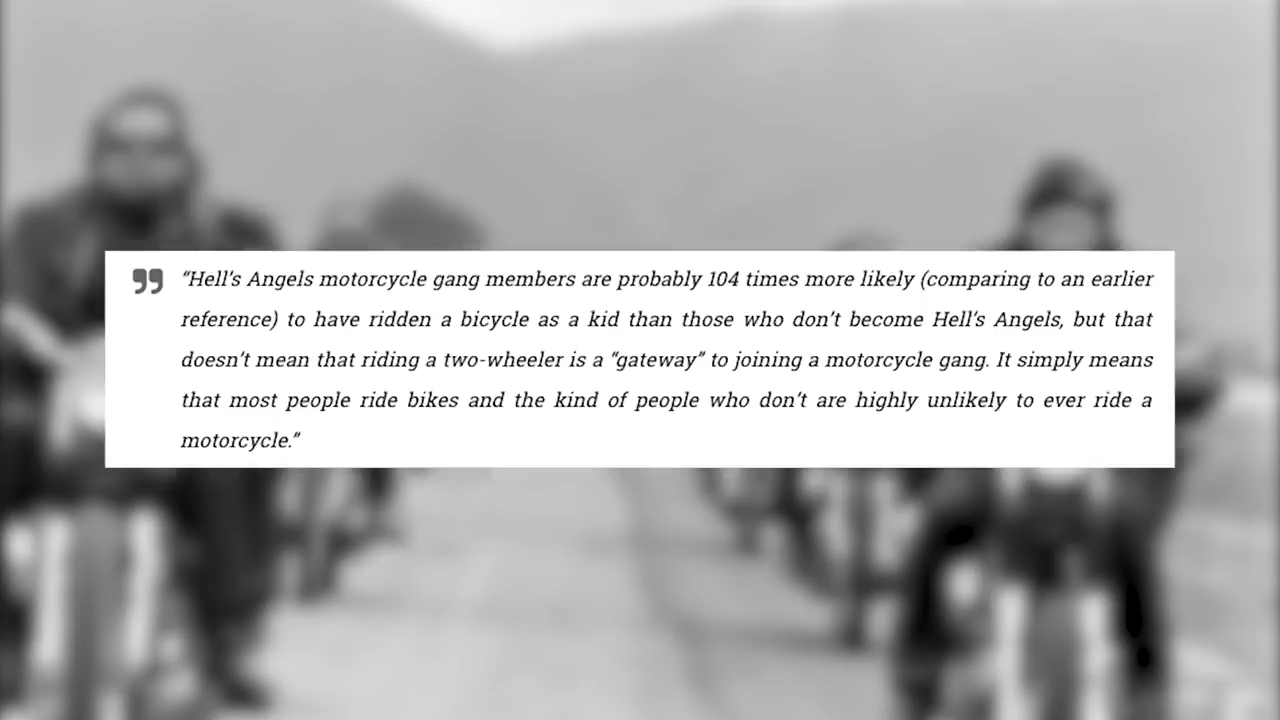 “Hell’s Angels motorcycle gang members are probably 104 times more likely (comparing to an earlier
reference) to have ridden a bicycle as a kid than those who don’t become Hell’s Angels, but that
doesn’t mean that riding a two-wheeler is a “gateway” to joining a motorcycle gang. It simply means
that most people ride bikes and the kind of people who don’t are highly unlikely to ever ride a
motorcycle.”